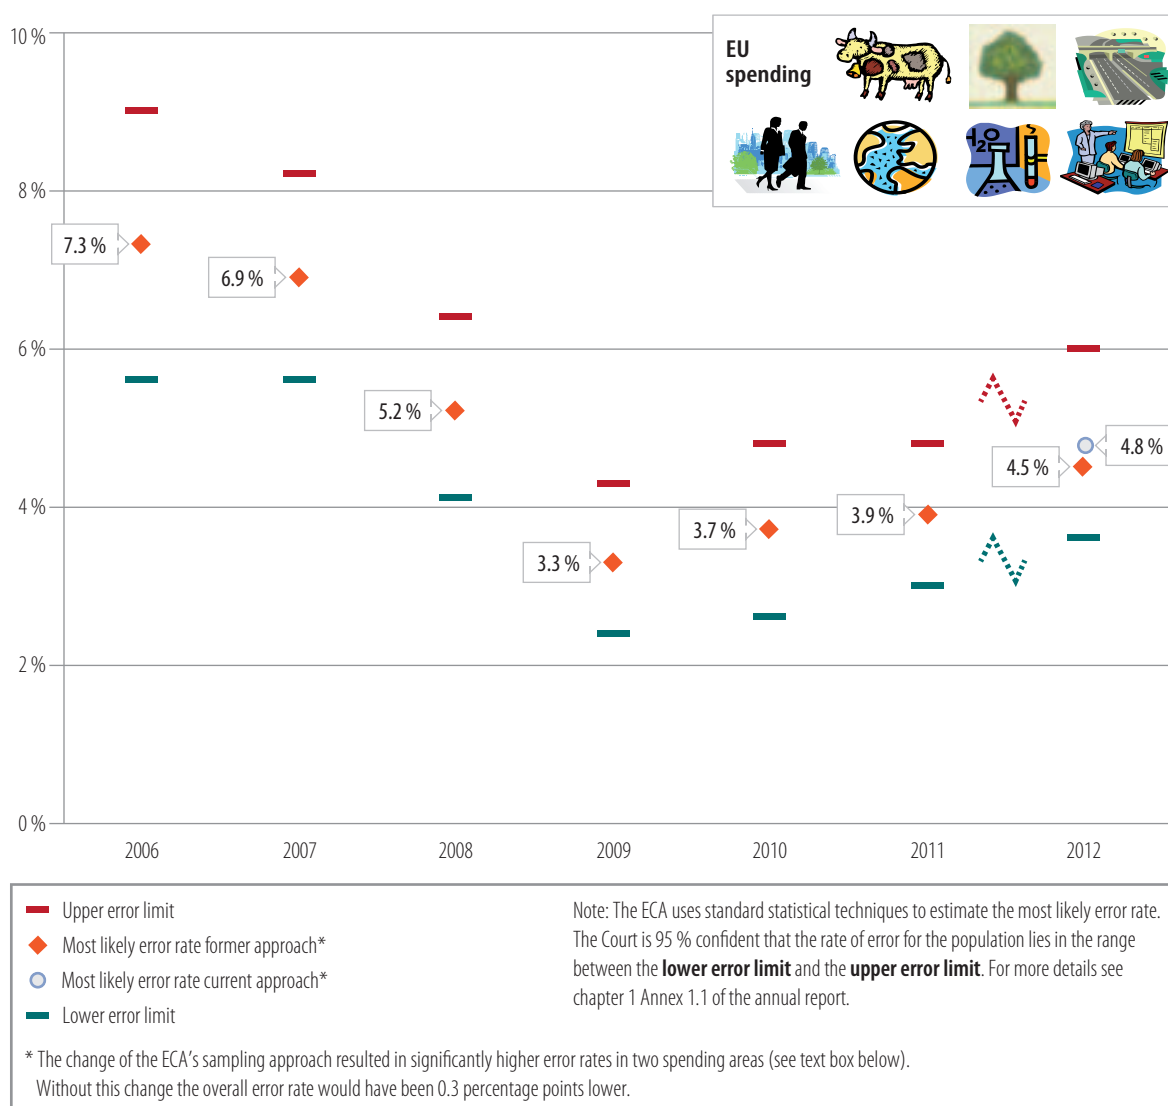 10 %
EU
spending
H2O
8 %
7.3 %
6.9 %
6 %
5.2 %
4.8 %
4.5 %
4 %
3.9 %
3.7 %
3.3 %
2 %
0 %
2006 2007 2008 2009 2010 2011 2012
Upper error limit
Most likely error rate former approach*
Most likely error rate current approach*
Lower error limit
Note: The ECA uses standard statistical techniques to estimate the most likely error rate.
The Court is 95 % confident that the rate of error for the population lies in the range
between the lower error limit and the upper error limit. For more details see
chapter 1 Annex 1.1 of the annual report.
* The change of the ECA’s sampling approach resulted in significantly higher error rates in two spending areas (see text box below).
Without this change the overall error rate would have been 0.3 percentage points lower.